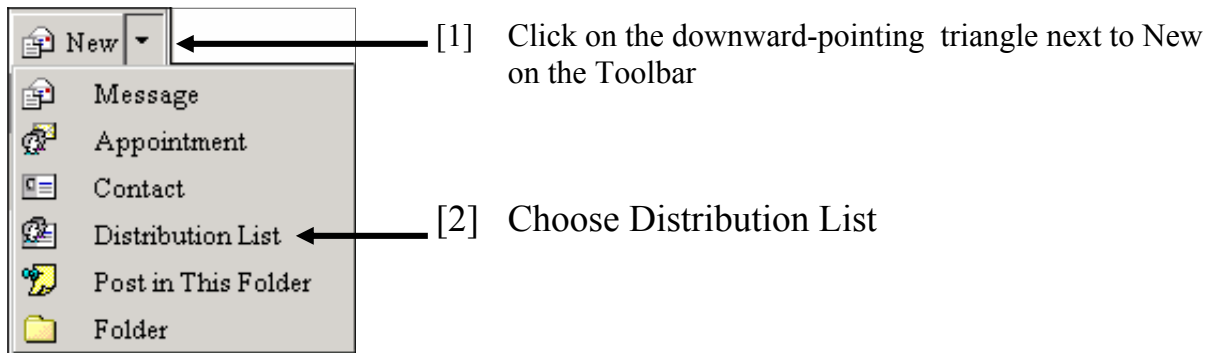 New
[1] Click on the downward-pointing triangle next to New
on the Toolbar
Message
Appointment
Contact
Distribution List
[2] Choose Distribution List
Post in This Folder
Folder